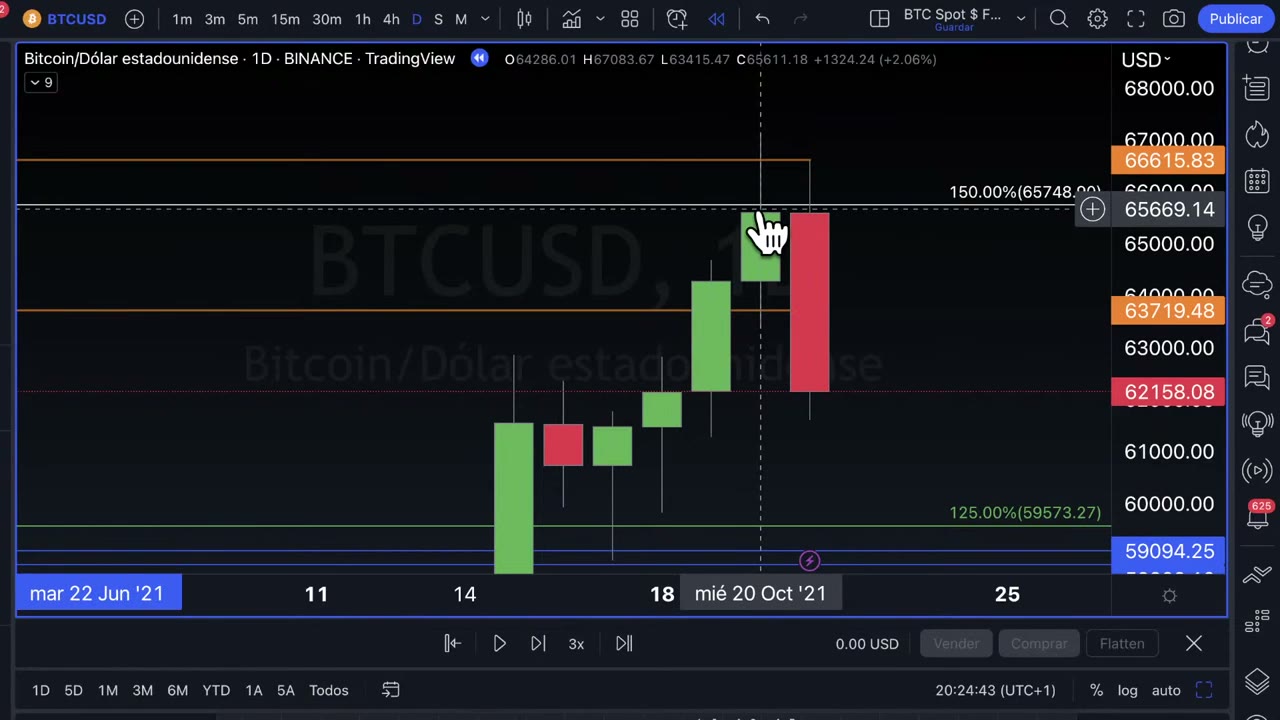 2
BTCUSD 1m 3m 5m 15m 30m 1h 4h D S M BTC Spot $ F... Publicar
Guardar
Bitcoin/Dólar estadounidense · 1D · BINANCE · TradingView O64286.01 H67083.67 L63415.47 C65611.18 +1324.24 (+2.06%) USD
9
68000.00
67000.00
66615.83
150.00%(65748.00) 66000.00
65669.14
65000.00
BTCUSD, 1D
64000.00
63719.48
63000.00
2
Bitcoin/Dólar estadounidense
62158.08
61000.00
60000.00
125.00%(59573.27)
625
59094.25
mar 22 Jun '21 11 14 18 mié 20 Oct '21 25
3x 0.00 USD Vender Comprar Flatten
1D 5D 1M 3M 6M YTD 1A 5A Todos 20:24:43 (UTC+1) % log auto